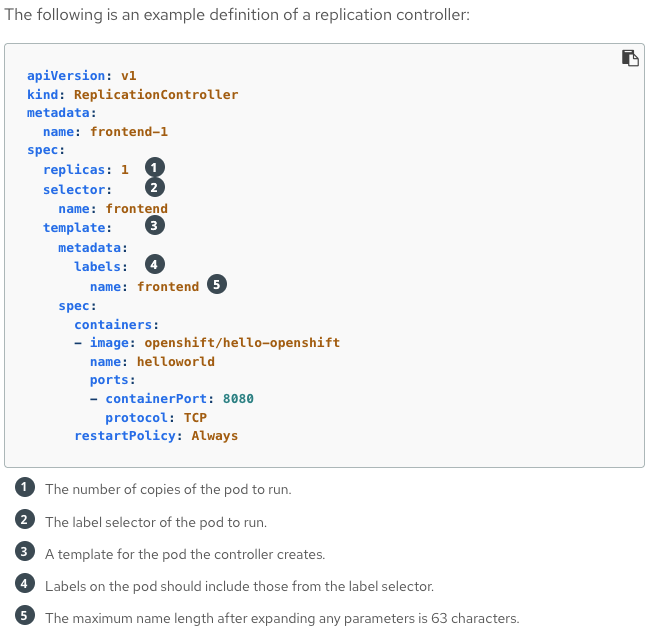 The following is an example definition of a replication controller:
apiVersion: v1
kind: ReplicationController
metadata:
  name: frontend-1
spec:
  replicas: 1  1
  selector:    2
    name: frontend
  template:    3
    metadata:
      labels:  4
        name: frontend 5
    spec:
      containers:
      - image: openshift/hello-openshift
        name: helloworld
        ports:
        - containerPort: 8080
          protocol: TCP
      restartPolicy: Always
1 The number of copies of the pod to run.
2 The label selector of the pod to run.
3 A template for the pod the controller creates.
4 Labels on the pod should include those from the label selector.
5 The maximum name length after expanding any parameters is 63 characters.